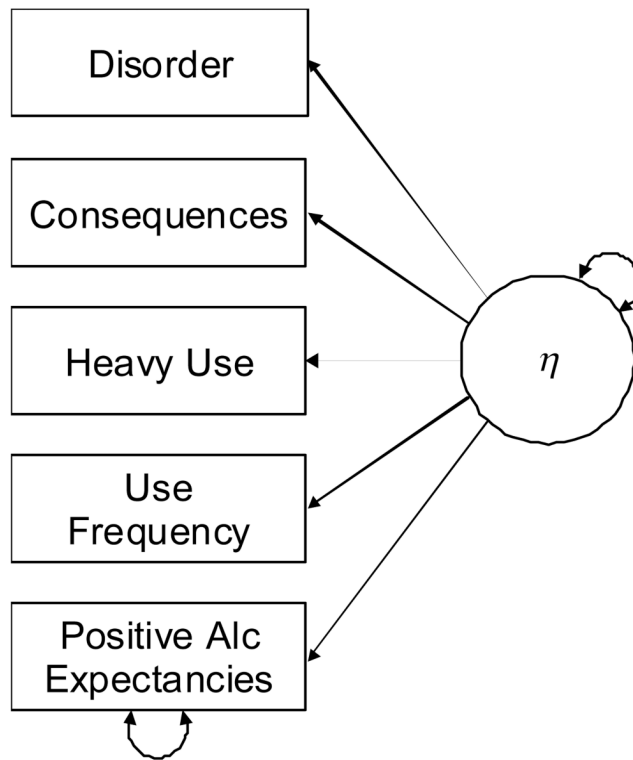 Disorder
Consequences
Heavy Use
Use
Frequency
Positive Alc
Expectancies
η